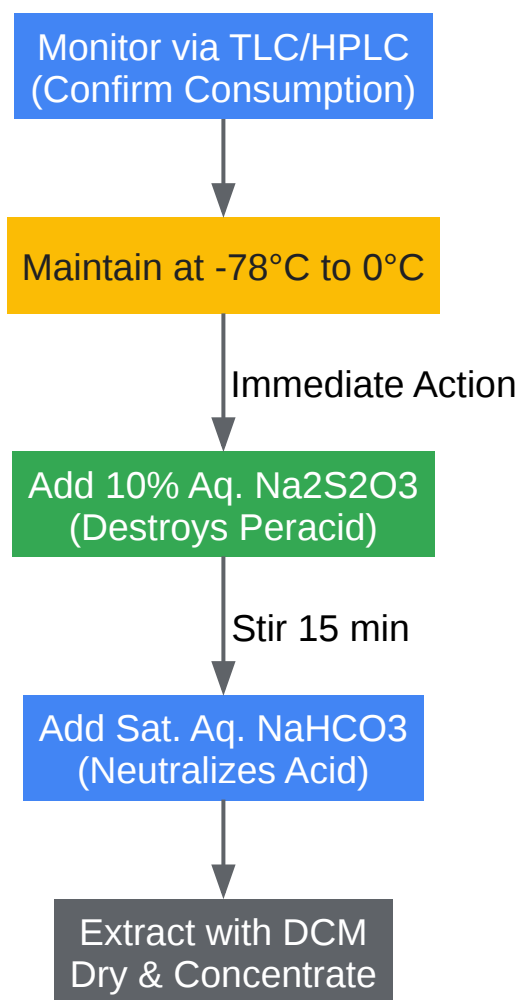 Monitor via TLC/HPLC
(Confirm Consumption)
Maintain at -78°C to 0°C
Immediate Action
Add 10% Aq. Na2S2O3
(Destroys Peracid)
Stir 15 min
Add Sat. Aq. NaHCO3
(Neutralizes Acid)
Extract with DCM
Dry & Concentrate